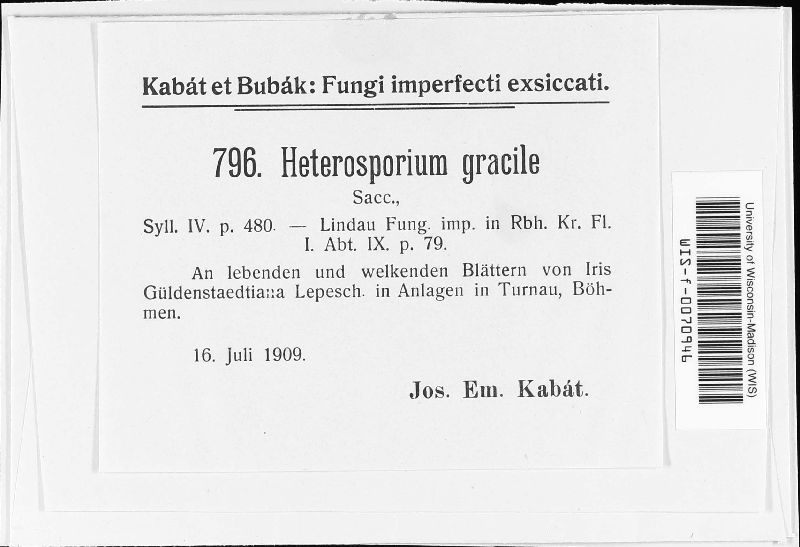 Kabát et Bubák: Fungi imperfecti exsiccati.
796. Heterosporium gracile
Sacc.,
Syll. IV. p. 480. — Lindau Fung. imp. in Rbh. Kr. Fl.
I. Abt. IX. p. 79.
An lebenden und welkenden Blättern von Iris
Güldenstaedtiana Lepesch. in Anlagen in Turnau, Böh-
men.
16. Juli 1909.
Jos. Em. Kabát.
University of Wisconsin-Madison (WIS)
WIS-f-0070946